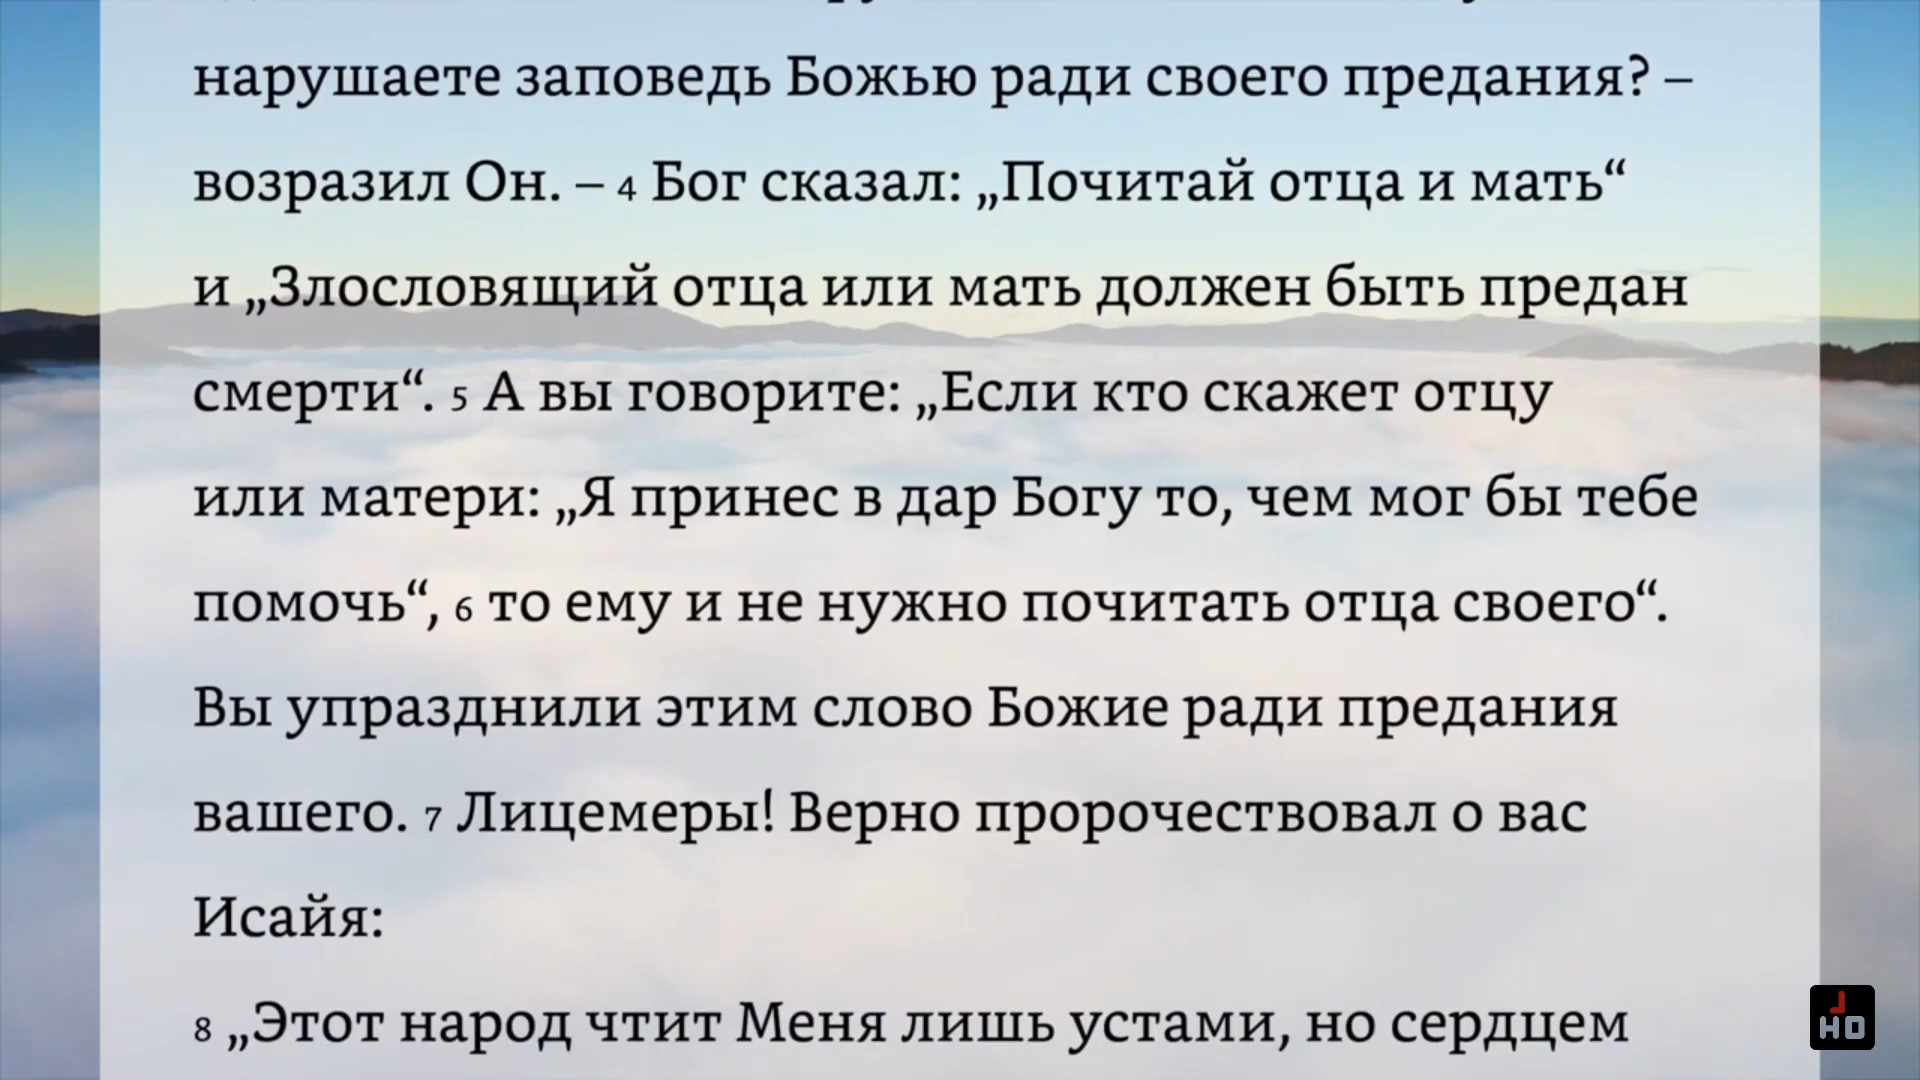 нарушаете заповедь Божью ради своего предания? –
возразил Он. – 4 Бог сказал: „Почитай отца и мать“
и „Злословящий отца или мать должен быть предан
смерти“. 5 А вы говорите: „Если кто скажет отцу
или матери: „Я принес в дар Богу то, чем мог бы тебе
помочь“, 6 то ему и не нужно почитать отца своего“.
Вы упразднили этим слово Божие ради предания
вашего. 7 Лицемеры! Верно пророчествовал о вас
Исайя:
8 „Этот народ чтит Меня лишь устами, но сердцем